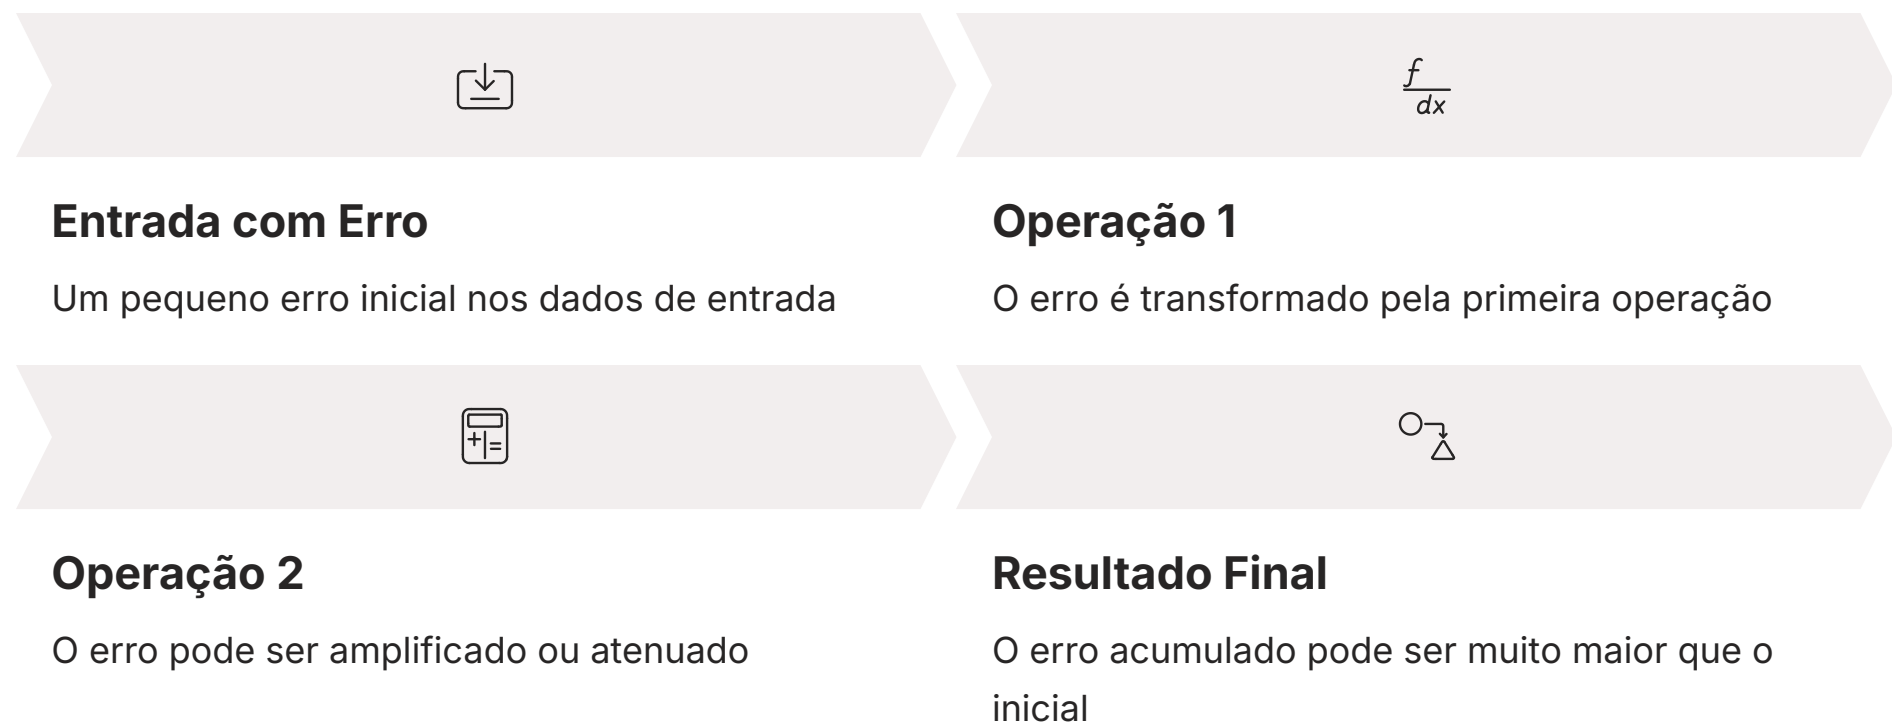 f
dx
Entrada com Erro
Um pequeno erro inicial nos dados de entrada
Operação 1
O erro é transformado pela primeira operação
Operação 2
O erro pode ser amplificado ou atenuado
Resultado Final
O erro acumulado pode ser muito maior que o
inicial